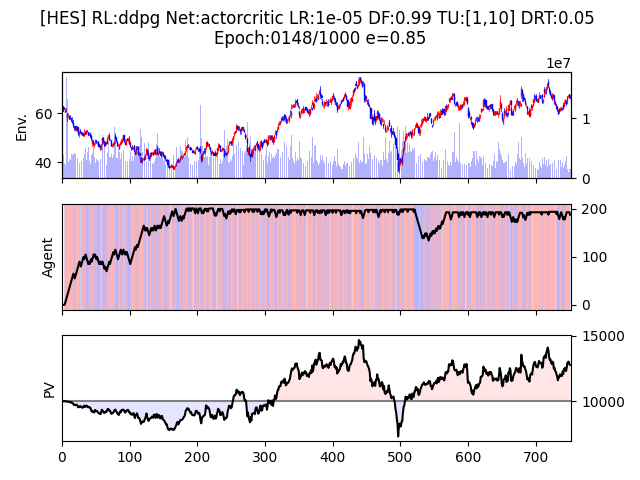 [HES] RL:ddpg Net:actorcritic LR:1e-05 DF:0.99 TU:[1,10] DRT:0.05
Epoch:0148/1000 e=0.85
1e7
Env.
60
40
1
0
Agent
200
100
0
PV
15000
10000
0 100 200 300 400 500 600 700